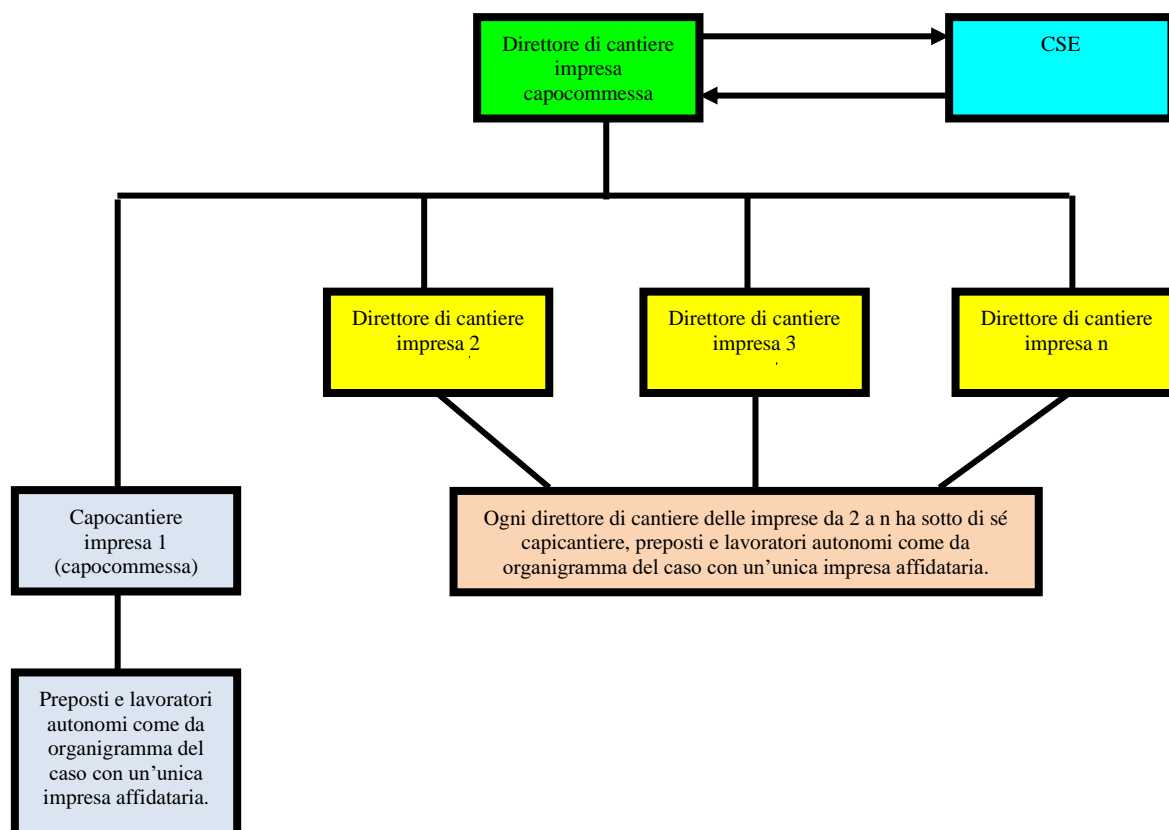 Direttore di cantiere
impresa
capocommessa
CSE
Direttore di cantiere
impresa 2
Direttore di cantiere
impresa 3
Direttore di cantiere
impresa n
Capocantiere
impresa 1
(capocommessa)
Ogni direttore di cantiere delle imprese da 2 a n ha sotto di sé
capicantiere, preposti e lavoratori autonomi come da
organigramma del caso con un’unica impresa affidataria.
Preposti e lavoratori
autonomi come da
organigramma del
caso con un’unica
impresa affidataria.